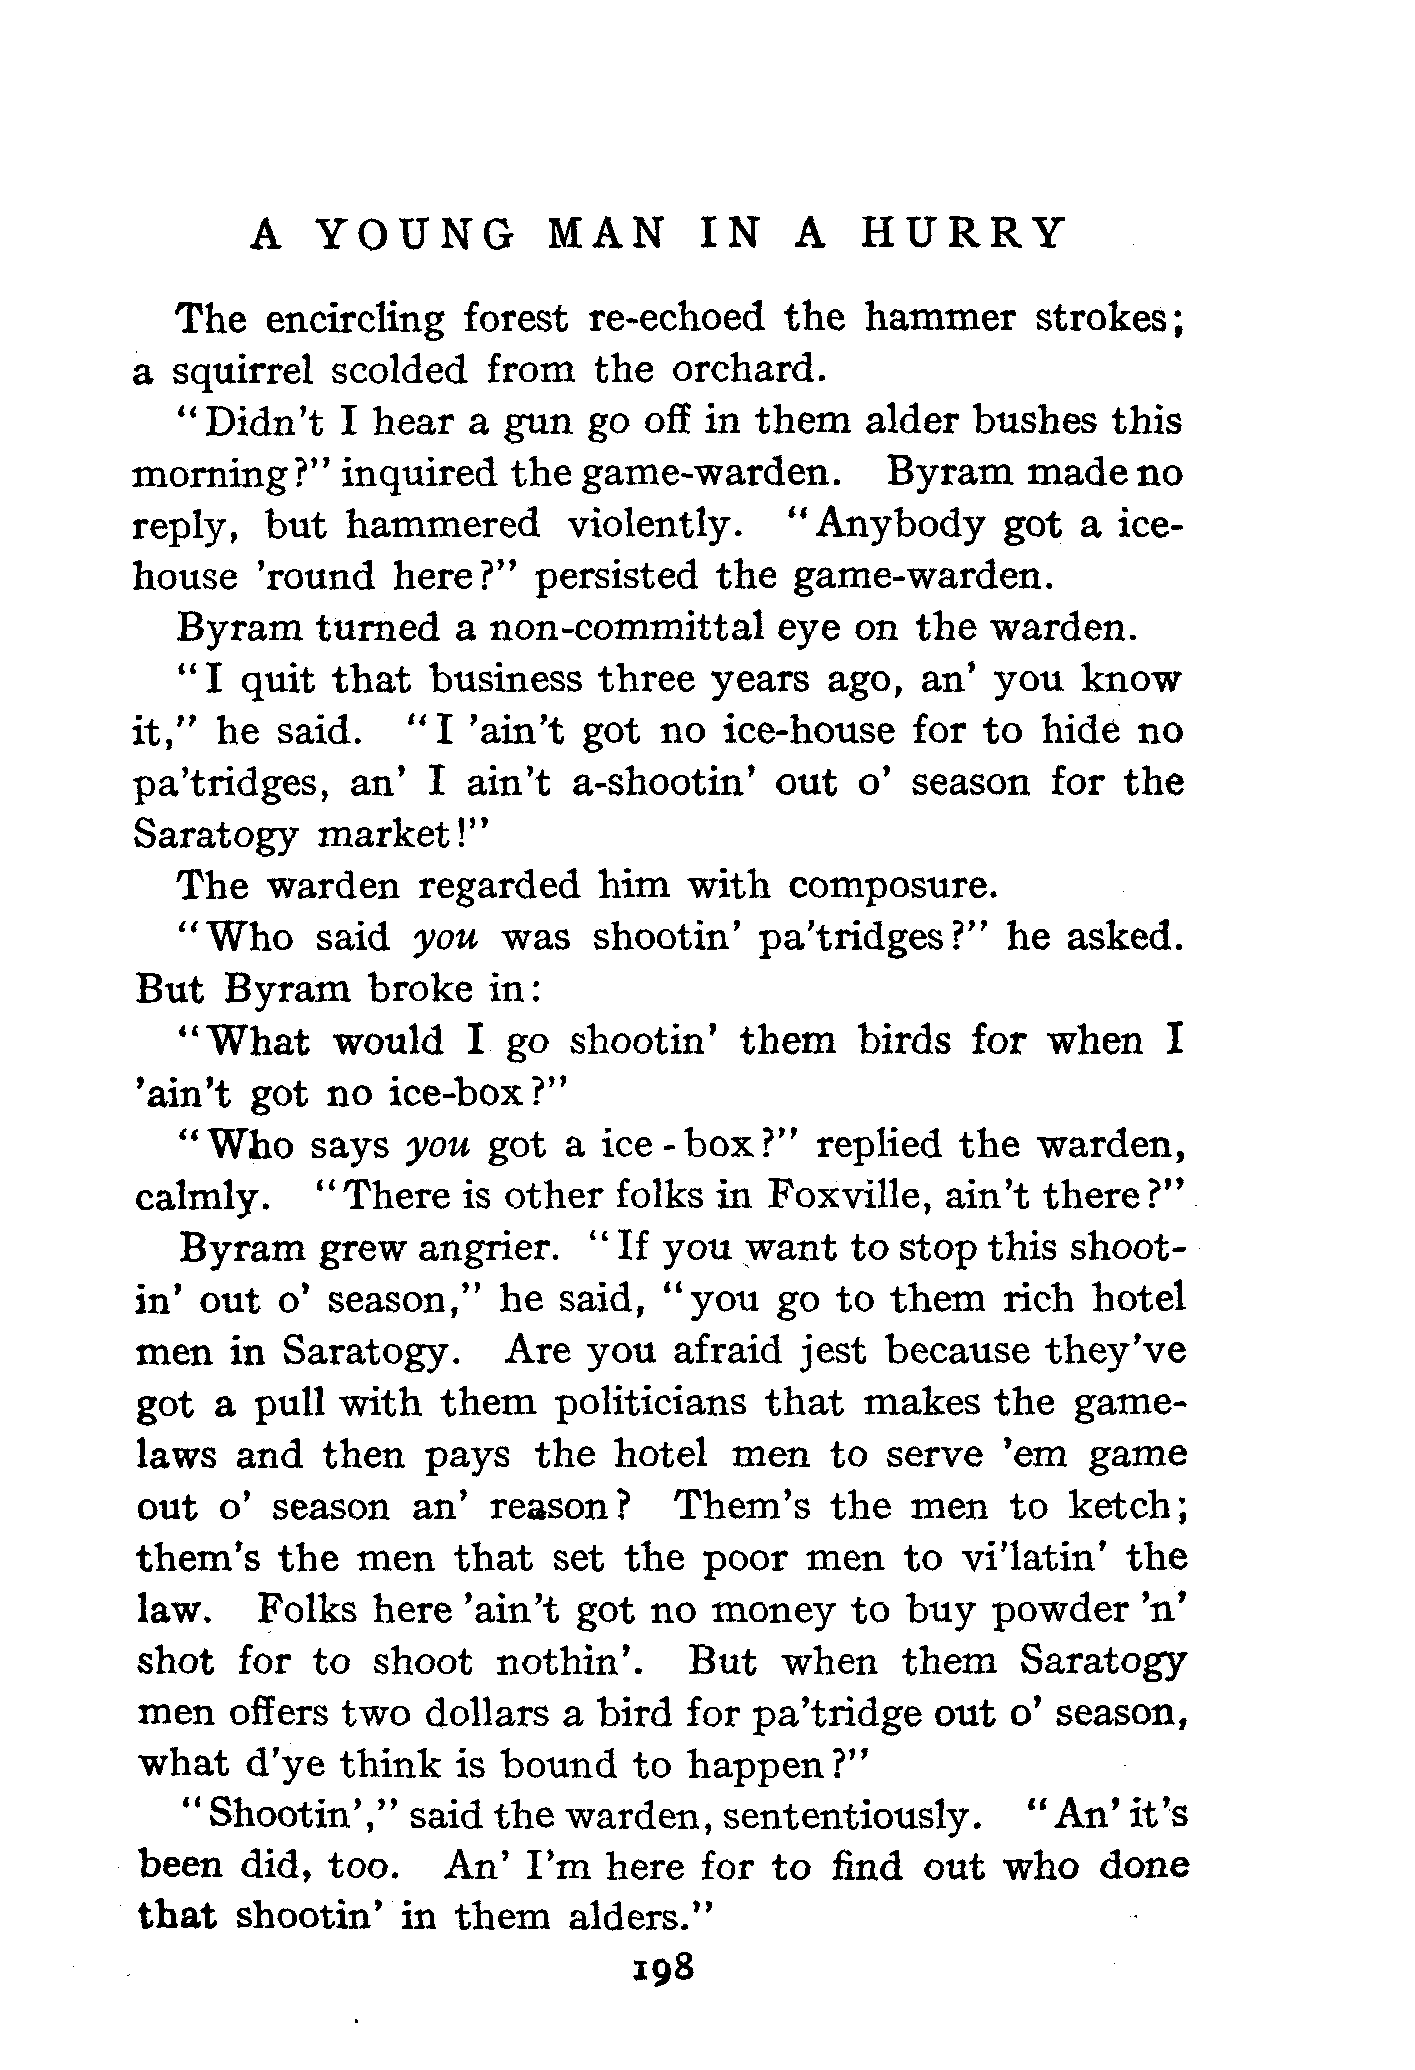 A YOUNG MAN IN A HURRY
The encircling forest re-echoed the hammer strokes;
a squirrel scolded from the orchard.
"Didn't I hear a gun go off in them alder bushes this
morning?" inquired the game-warden. Byram made no
reply, but hammered violently. "Anybody got a ice-
house 'round here?" persisted the game-warden.
Byram turned a non-committal eye on the warden.
"I quit that business three years ago, an' you know
it," he said. "I 'ain't got no ice-house for to hide no
pa'tridges, an' I ain't a-shootin' out o' season for the
Saratogy market!"
The warden regarded him with composure.
"Who said you was shootin' pa'tridges?" he asked.
But Byram broke in:
"What would I go shootin' them birds for when I
'ain't got no ice-box?"
"Who says you got a ice-box?" replied the warden,
calmly. "There is other folks in Foxville, ain't there?"
Byram grew angrier. "If you want to stop this shoot-
in' out o' season," he said, "you go to them rich hotel
men in Saratogy. Are you afraid jest because they've
got a pull with them politicians that makes the game-
laws and then pays the hotel men to serve 'em game
out o' season an' reason? Them's the men to ketch;
them's the men that set the poor men to vi'latin' the
law. Folks here 'ain't got no money to buy powder 'n'
shot for to shoot nothin'. But when them Saratogy
men offers two dollars a bird for pa'tridge out o' season,
what d'ye think is bound to happen?"
"Shootin'," said the warden, sententiously. "An' it's
been did, too. An' I'm here for to find out who done
that shootin' in them alders."
198